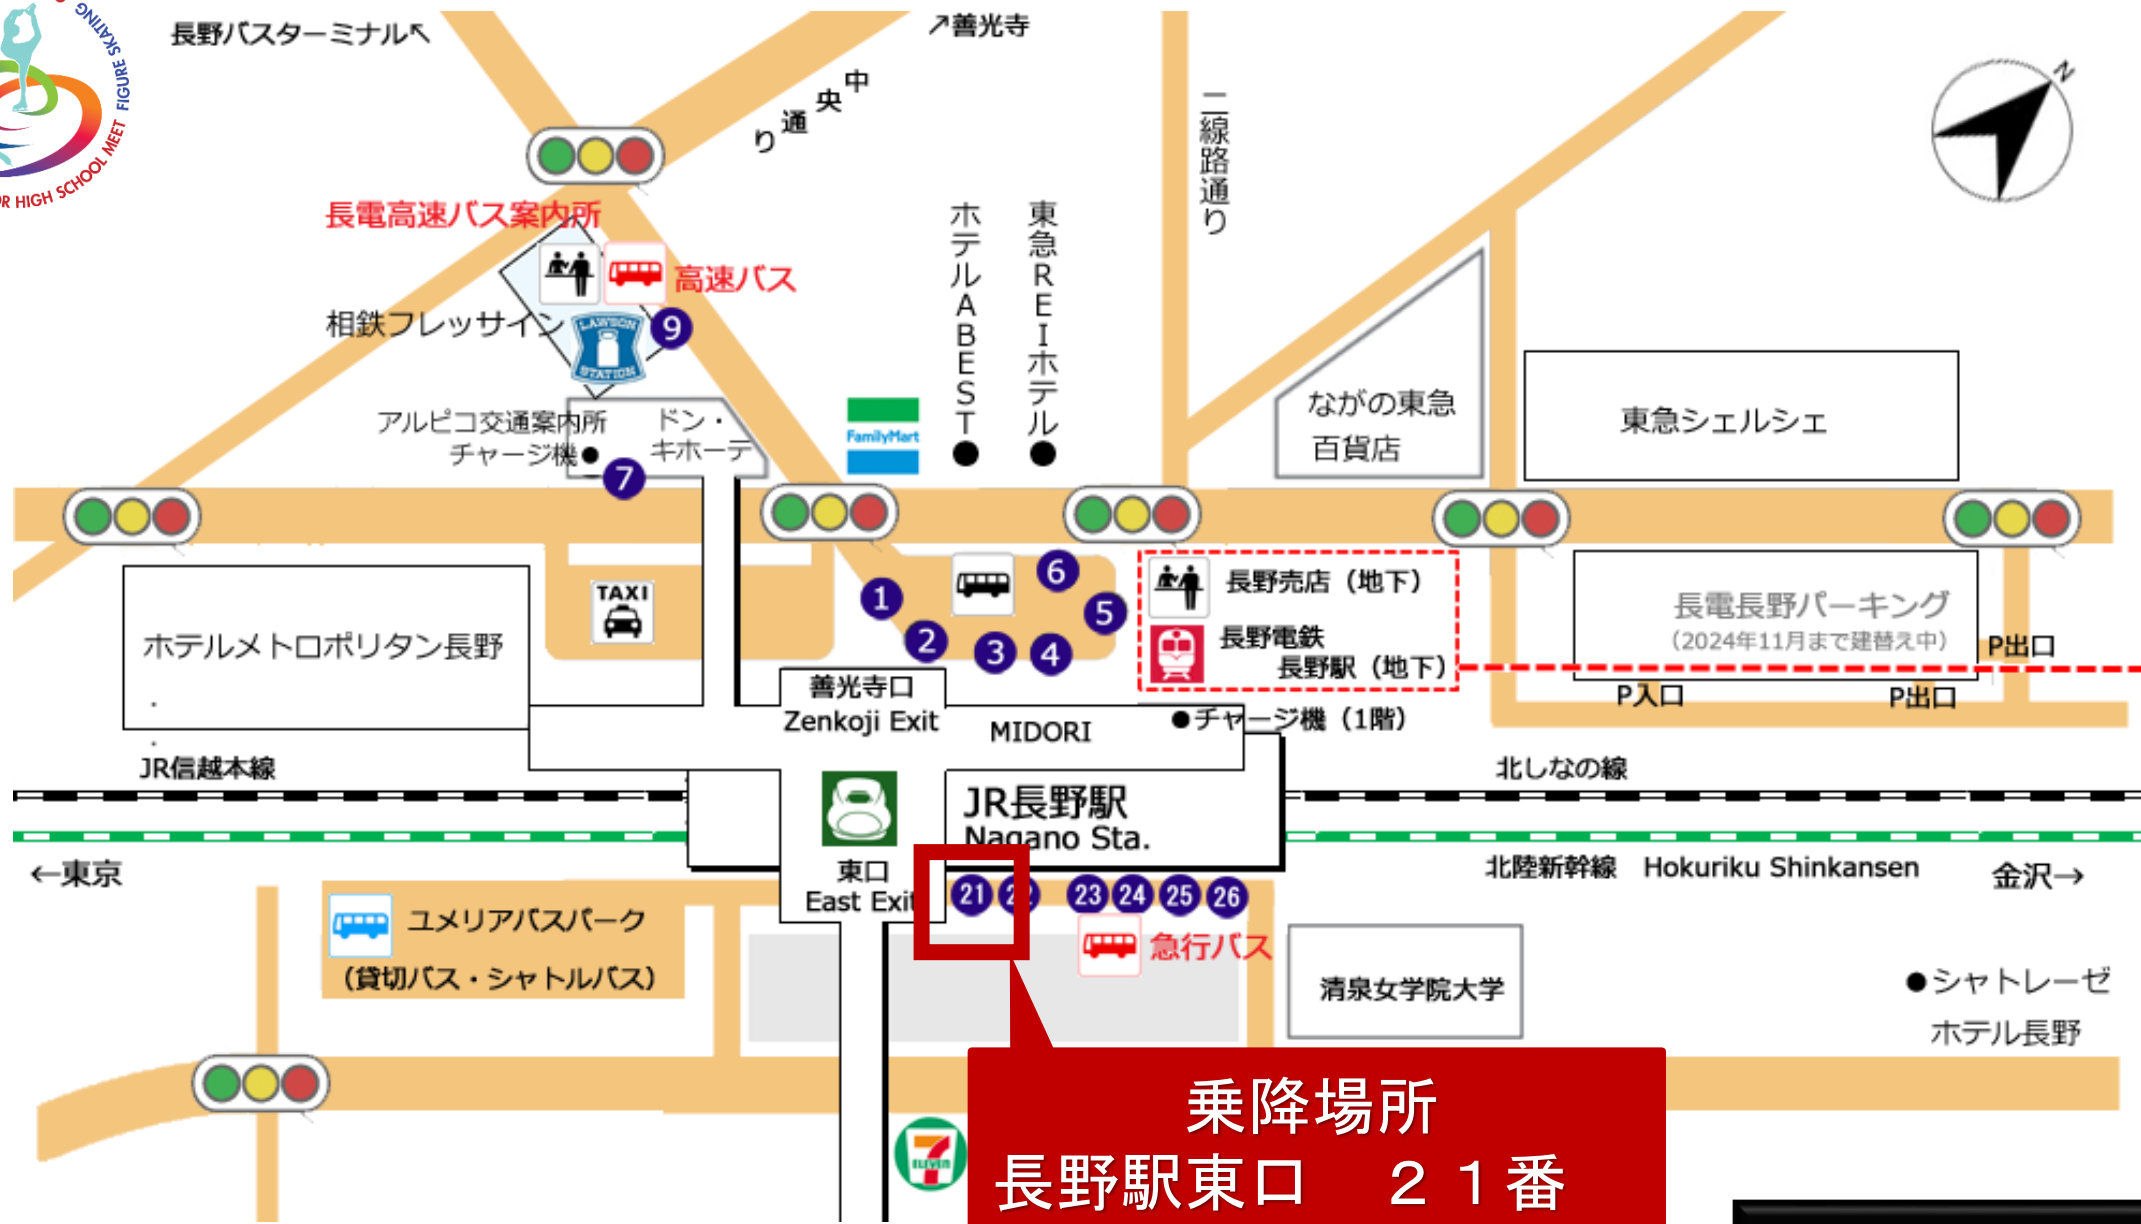 FIGURE SKATING
HIGH SCHOOL MEET
長野バスターミナル↖
↗善光寺
中央通り
二線路通り
N
長電高速バス案内所
高速バス
ホテルABEST
東急REIホテル
相鉄フレッサイン
LAWSON
STATION
9
アルピコ交通案内所
チャージ機●
ドン・
キホーテ
7
FamilyMart
ながの東急
百貨店
東急シェルシェ
TAXI
1
2
3
4
5
6
長野売店（地下）
長野電鉄
長野駅（地下）
●チャージ機（1階）
長電長野パーキング
（2024年11月まで建替え中）
P出口
P入口
P出口
ホテルメトロポリタン長野
善光寺口
Zenkoji Exit
MIDORI
JR信越本線
北しなの線
JR長野駅
Nagano Sta.
←東京
東口
East Exit
北陸新幹線 Hokuriku Shinkansen
金沢→
21
22
23
24
25
26
急行バス
ユメリアバスパーク
（貸切バス・シャトルバス）
清泉女学院大学
●シャトレーゼ
ホテル長野
7
ELEVEN
乗降場所
長野駅東口　２１番